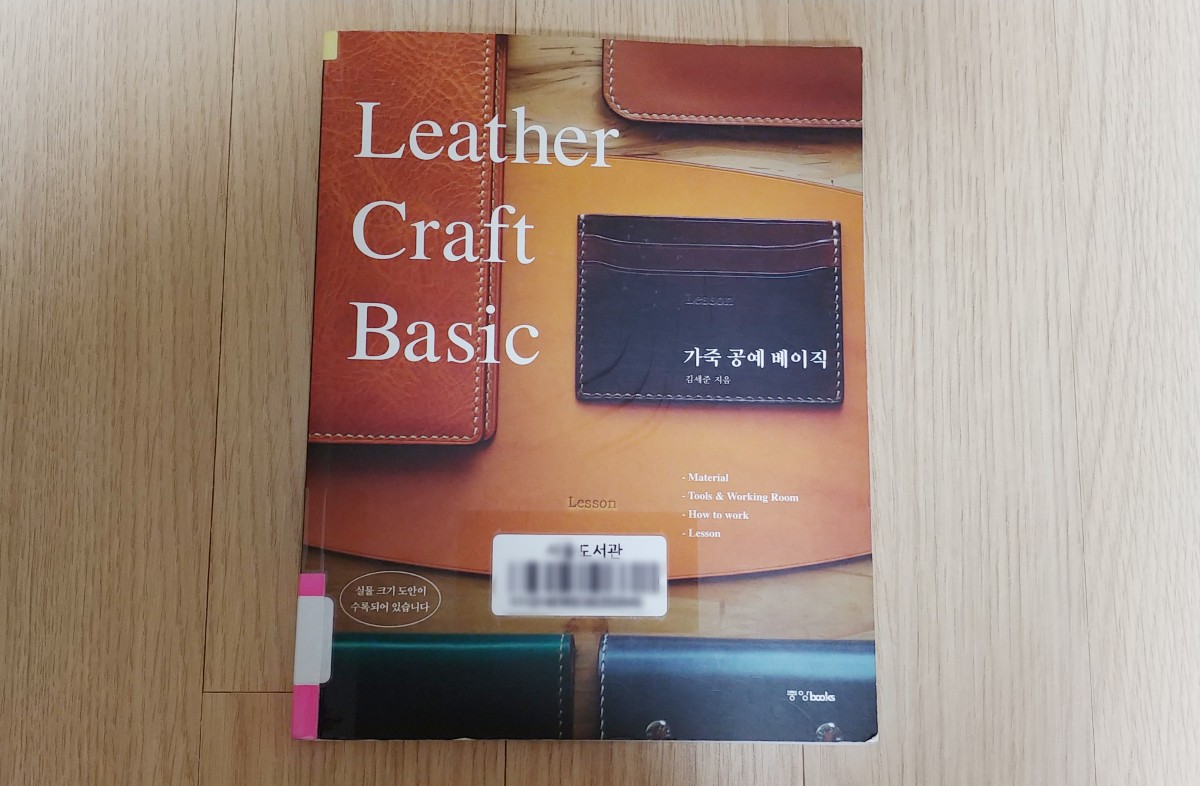 Leather
Craft
Basic
Lesson
가죽 공예 베이직
김세준 지음
- Material
- Tools & Working Room
- How to work
- Lesson
Lesson
도서관
실물 크기 도안이
수록되어 있습니다
중앙books